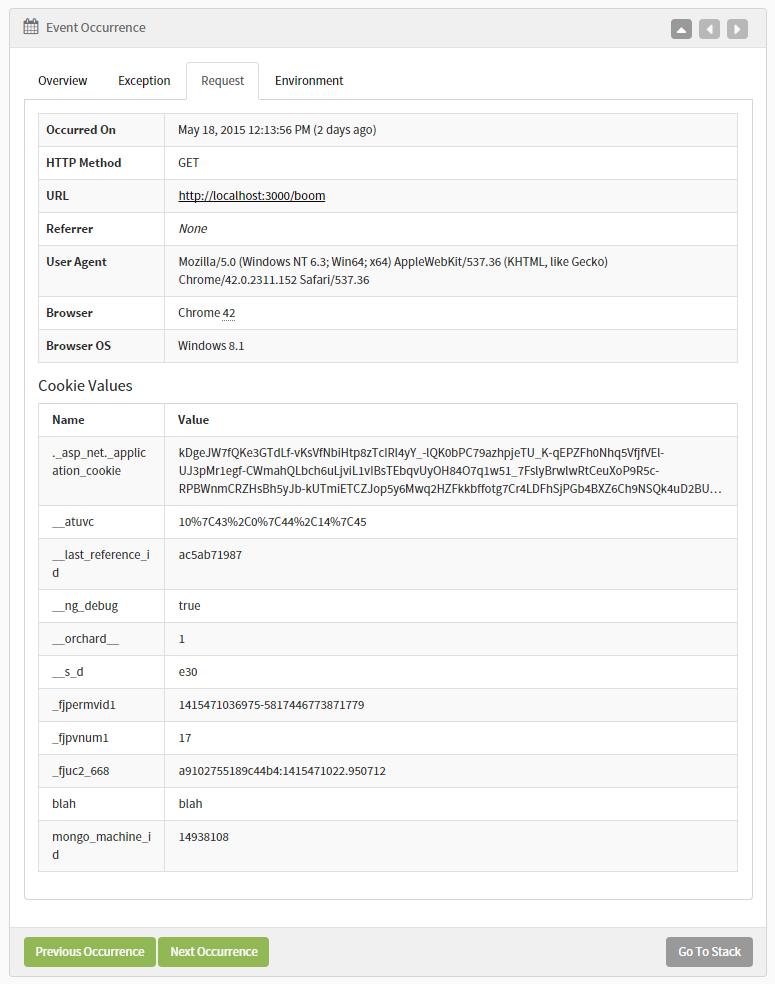 Event Occurrence
Overview Exception Request Environment
Occurred On May 18, 2015 12:13:56 PM (2 days ago)
HTTP Method GET
URL http://localhost:3000/boom
Referrer None
User Agent Mozilla/5.0 (Windows NT 6.3; Win64; x64) AppleWebKit/537.36 (KHTML, like Gecko)
Chrome/42.0.2311.152 Safari/537.36
Browser Chrome 42
Browser OS Windows 8.1
Cookie Values
Name Value
._asp_net._applic kDgeJW7fQKe3GTdLf-vKsVfNbiHtp8zTclRl4yY_-lQK0bPC79azhpjeTU_K-qEPZFh0Nhq5VfjfVEl-
ation_cookie UJ3pMr1egf-CWmahQLbch6uLjviL1vlBsTEbqvUyOH84O7q1w51_7FslyBrwlwRtCeuXoP9R5c-
RPBWnmCRZHsBh5yJb-kUTmiETCZJop5y6Mwq2HZFkkbffotg7Cr4LDFhSjPGb4BXZ6Ch9NSQk4uD2BU...
__atuvc 10%7C43%2C0%7C44%2C14%7C45
__last_reference_i ac5ab71987
d
__ng_debug true
__orchard__ 1
__s_d e30
_fjpermvid1 1415471036975-5817446773871779
_fjpvnum1 17
_fjuc2_668 a9102755189c44b4:1415471022.950712
blah blah
mongo_machine_i 14938108
d
Previous Occurrence Next Occurrence Go To Stack